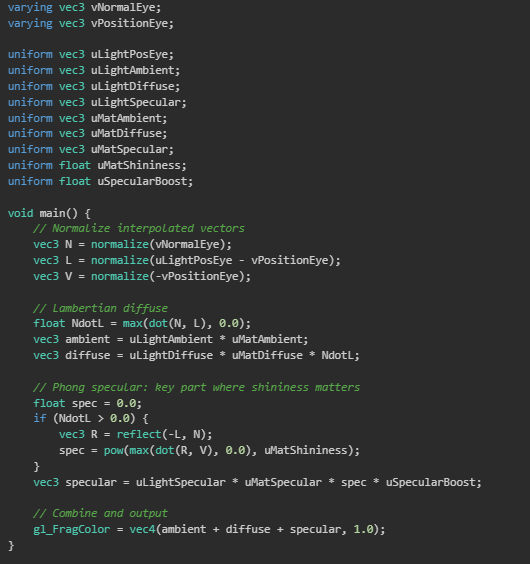 varying vec3 vNormalEye;
varying vec3 vPositionEye;

uniform vec3 uLightPosEye;
uniform vec3 uLightAmbient;
uniform vec3 uLightDiffuse;
uniform vec3 uLightSpecular;
uniform vec3 uMatAmbient;
uniform vec3 uMatDiffuse;
uniform vec3 uMatSpecular;
uniform float uMatShininess;
uniform float uSpecularBoost;

void main() {
    // Normalize interpolated vectors
    vec3 N = normalize(vNormalEye);
    vec3 L = normalize(uLightPosEye - vPositionEye);
    vec3 V = normalize(-vPositionEye);

    // Lambertian diffuse
    float NdotL = max(dot(N, L), 0.0);
    vec3 ambient = uLightAmbient * uMatAmbient;
    vec3 diffuse = uLightDiffuse * uMatDiffuse * NdotL;

    // Phong specular: key part where shininess matters
    float spec = 0.0;
    if (NdotL > 0.0) {
        vec3 R = reflect(-L, N);
        spec = pow(max(dot(R, V), 0.0), uMatShininess);
    }
    vec3 specular = uLightSpecular * uMatSpecular * spec * uSpecularBoost;

    // Combine and output
    gl_FragColor = vec4(ambient + diffuse + specular, 1.0);
}